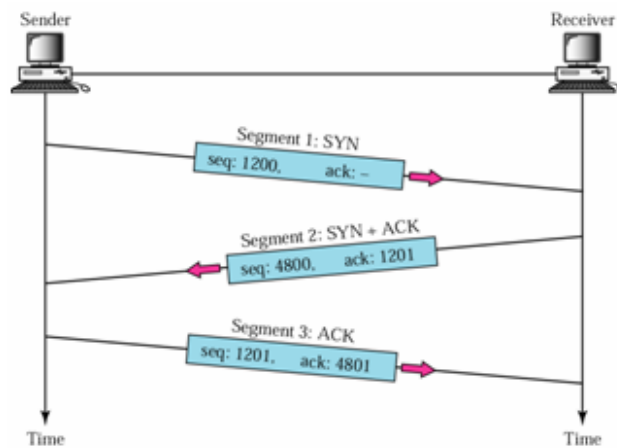 Sender
Receiver
Segment 1: SYN
seq: 1200, ack: –
Segment 2: SYN + ACK
seq: 4800, ack: 1201
Segment 3: ACK
seq: 1201, ack: 4801
Time
Time